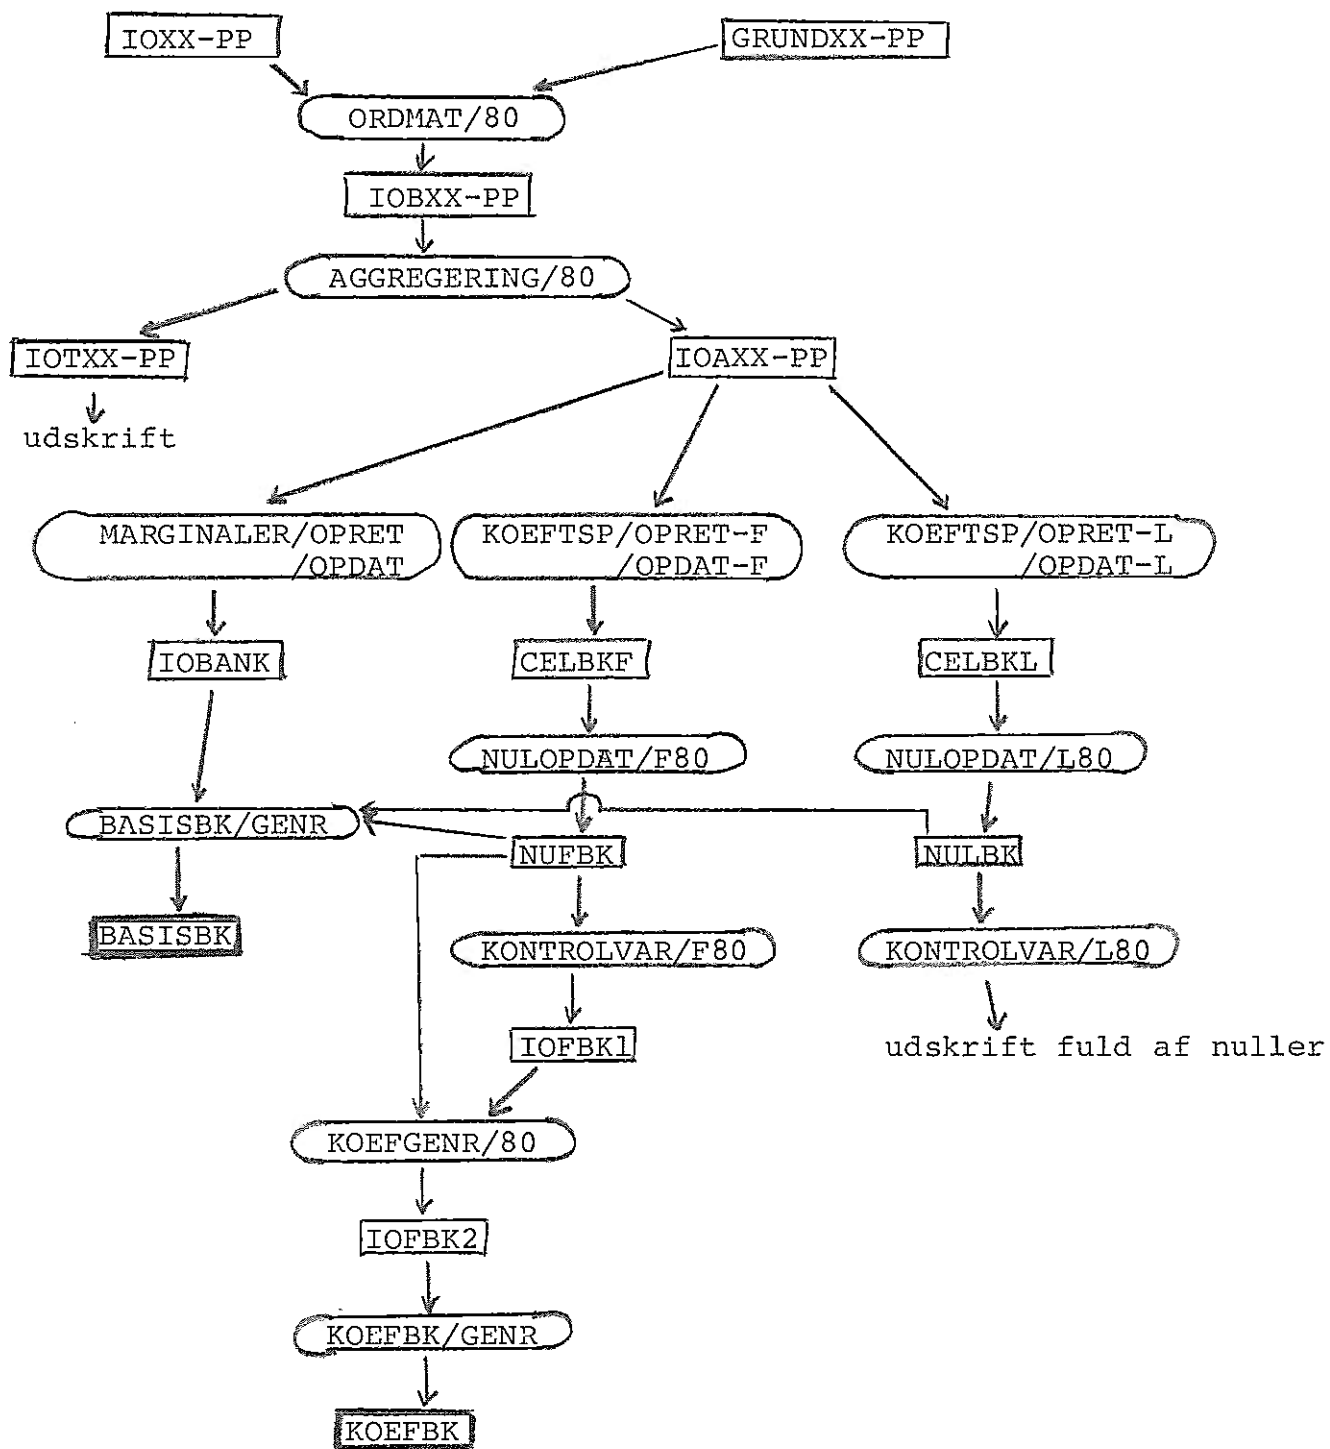 IOXX-PP
GRUNDXX-PP
ORDMAT/80
IOBXX-PP
AGGREGERING/80
IOTXX-PP
IOAXX-PP
udskrift
MARGINALER/OPRET
/OPDAT
KOEFTSP/OPRET-F
/OPDAT-F
KOEFTSP/OPRET-L
/OPDAT-L
IOBANK
CELBKF
CELBKL
NULOPDAT/F80
NULOPDAT/L80
BASISBK/GENR
NUFBK
NULBK
BASISBK
KONTROLVAR/F80
KONTROLVAR/L80
IOFBK1
udskrift fuld af nuller
KOEFGENR/80
IOFBK2
KOEFBK/GENR
KOEFBK